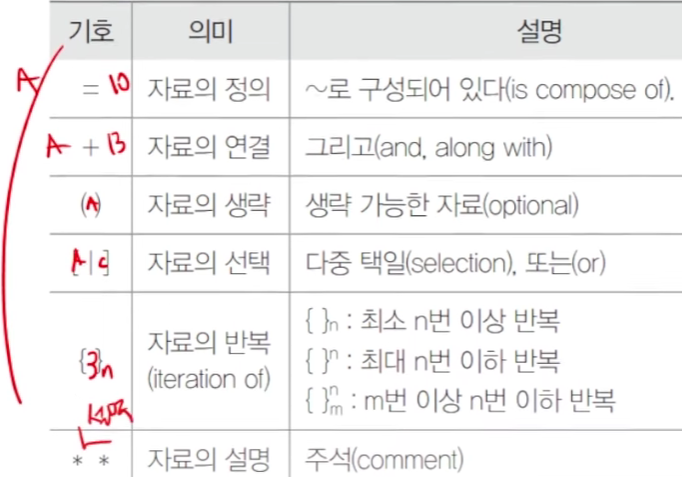 기호 의미 설명
A = 10 자료의 정의 ~로 구성되어 있다(is compose of).
A + B 자료의 연결 그리고(and, along with)
(A) 자료의 생략 생략 가능한 자료(optional)
[A | C] 자료의 선택 다중 택일(selection), 또는(or)
{3}n 자료의 반복 (iteration of) { }n : 최소 n번 이상 반복
{ }ⁿ : 최대 n번 이하 반복
{ }ⁿm : m번 이상 n번 이하 반복
* * 자료의 설명 주석(comment)